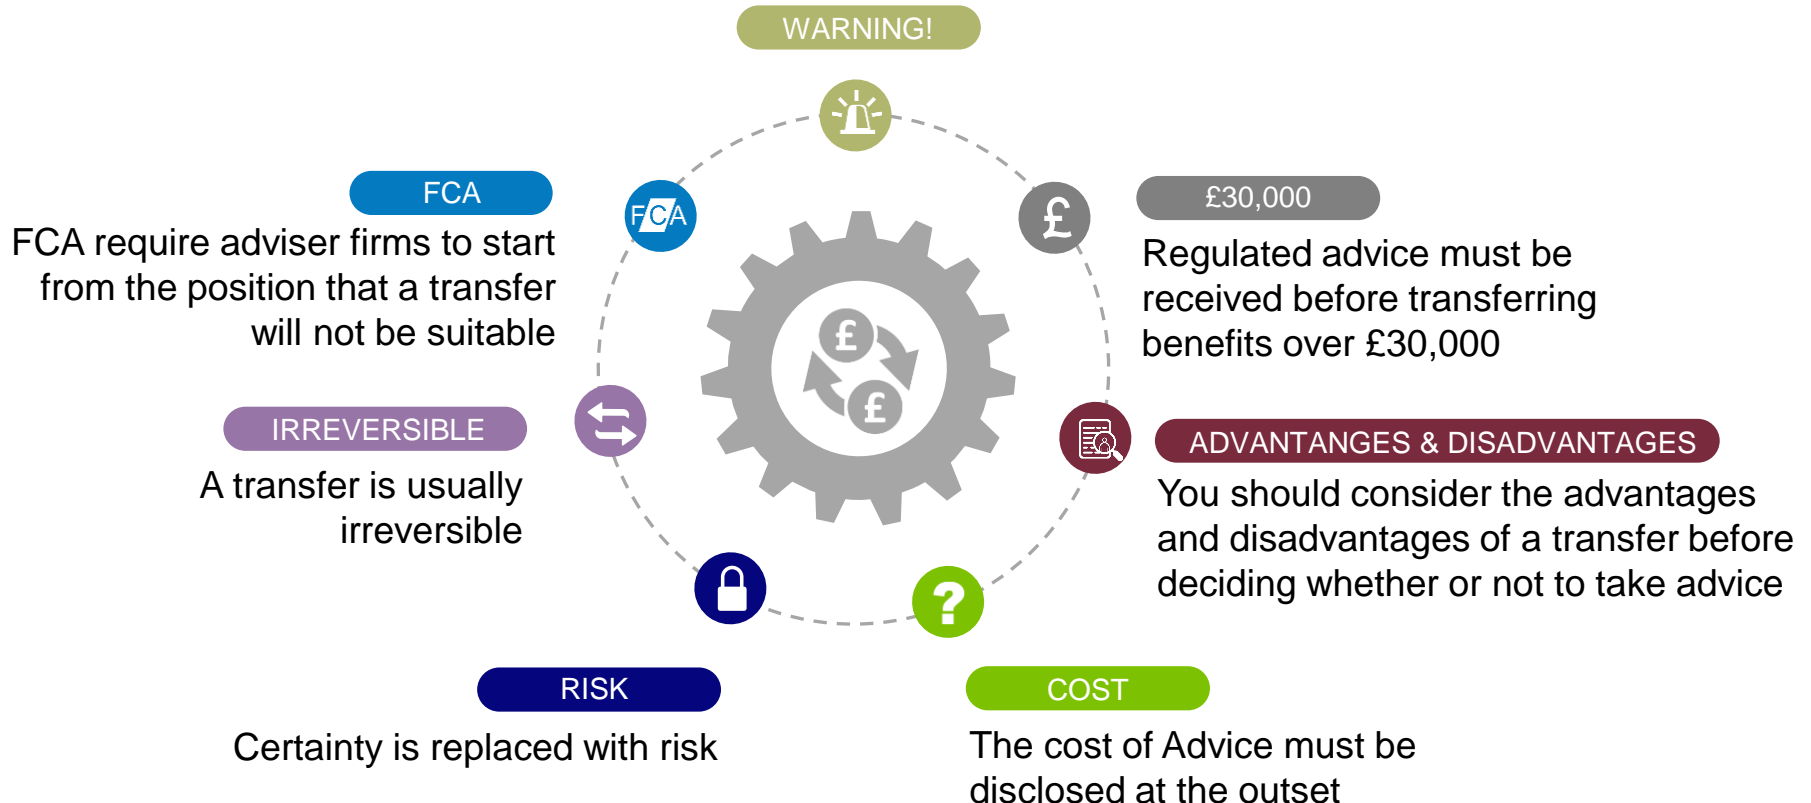 WARNING!
FCA
FCA require adviser firms to start
from the position that a transfer
will not be suitable
FCA
£
£30,000
Regulated advice must be
received before transferring
benefits over £30,000
£
£
IRREVERSIBLE
A transfer is usually
irreversible
ADVANTANGES & DISADVANTAGES
You should consider the advantages
and disadvantages of a transfer before
deciding whether or not to take advice
?
RISK
Certainty is replaced with risk
COST
The cost of Advice must be
disclosed at the outset